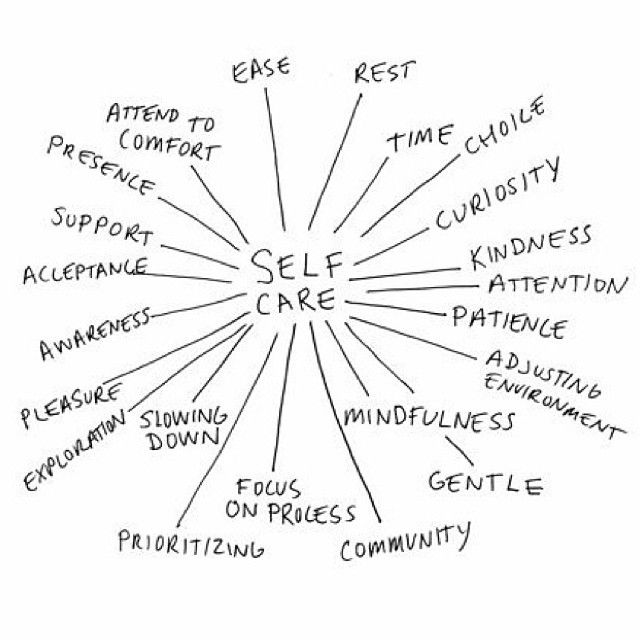 EASE
REST
ATTEND TO
COMFORT
TIME
CHOICE
PRESENCE
CURIOSITY
SUPPORT
KINDNESS
SELF
CARE
ACCEPTANCE
ATTENTION
AWARENESS
PATIENCE
ADJUSTING
ENVIRONMENT
PLEASURE
EXPLORATION
SLOWING
DOWN
MINDFULNESS
GENTLE
FOCUS
ON PROCESS
PRIORITIZING
COMMUNITY